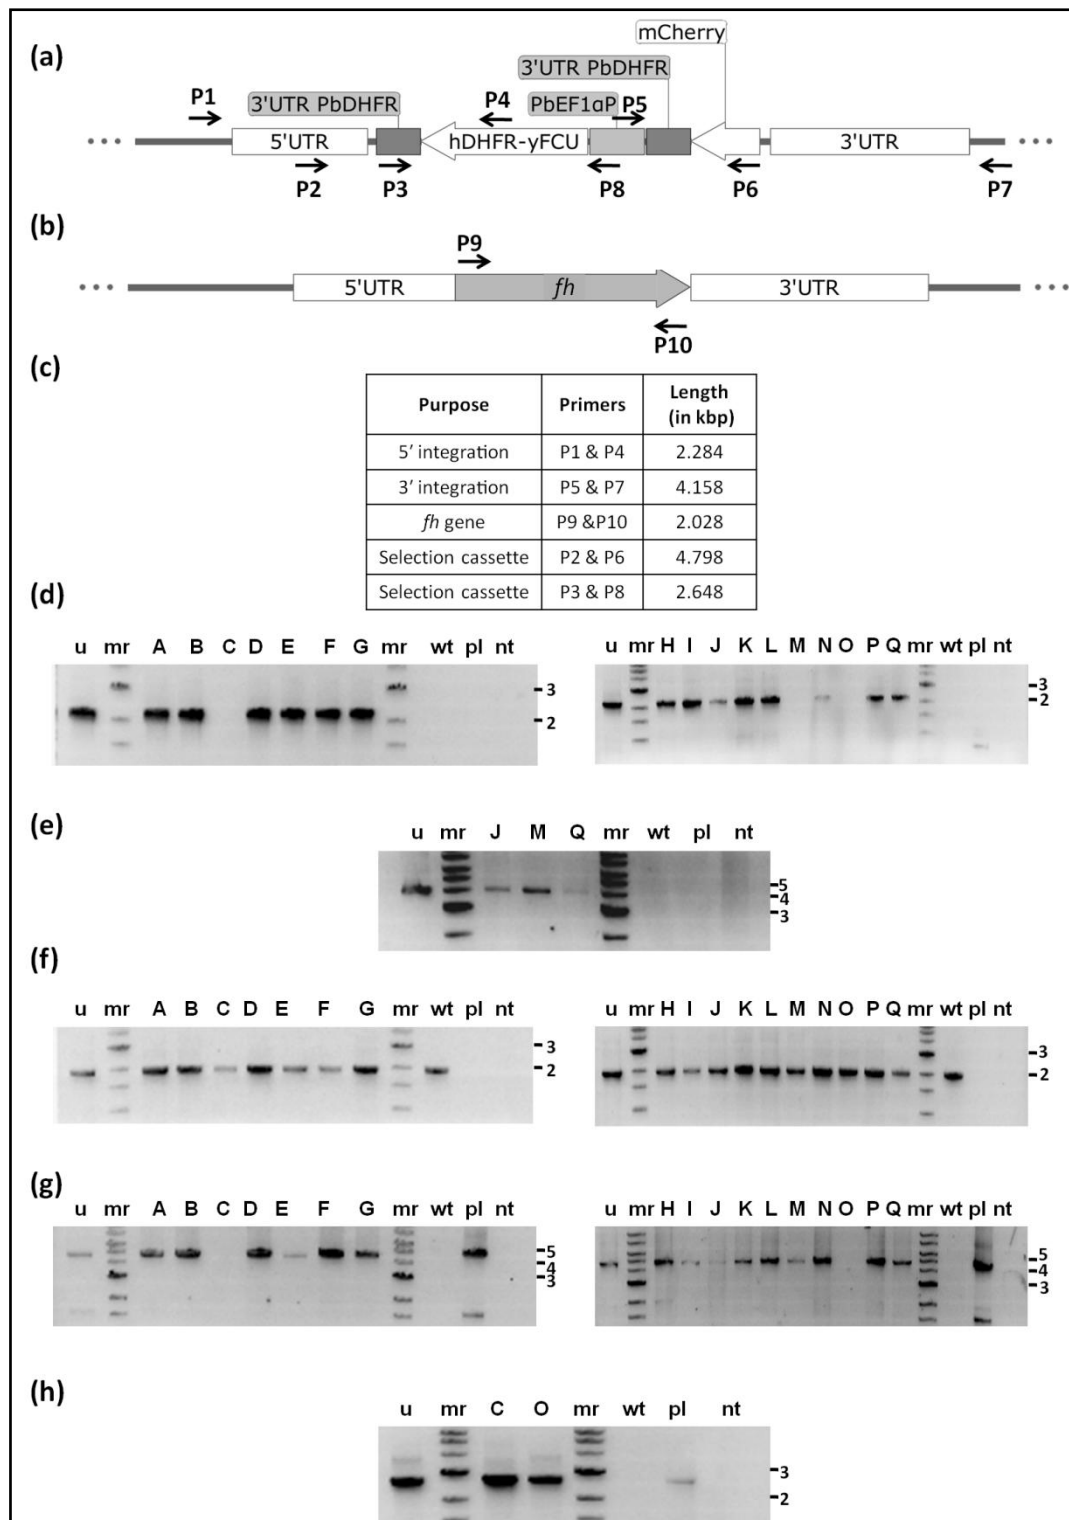 (a)
mCherry
3'UTR PbDHFR
P1
3'UTR PbDHFR
P4
PbEF1αP
P5
5'UTR
hDHFR-yFCU
3'UTR
P2
P3
P8
P6
P7
(b)
P9
5'UTR
fh
3'UTR
P10
(c)
Purpose Primers Length (in kbp)
5′ integration P1 & P4 2.284
3′ integration P5 & P7 4.158
fh gene P9 &P10 2.028
Selection cassette P2 & P6 4.798
Selection cassette P3 & P8 2.648
(d)
u mr A B C D E F G mr wt pl nt
3
2
u mr H I J K L M N O P Q mr wt pl nt
3
2
(e)
u mr J M Q mr wt pl nt
5
4
3
(f)
u mr A B C D E F G mr wt pl nt
3
2
u mr H I J K L M N O P Q mr wt pl nt
3
2
(g)
u mr A B C D E F G mr wt pl nt
5
4
3
u mr H I J K L M N O P Q mr wt pl nt
5
4
3
(h)
u mr C O mr wt pl nt
3
2